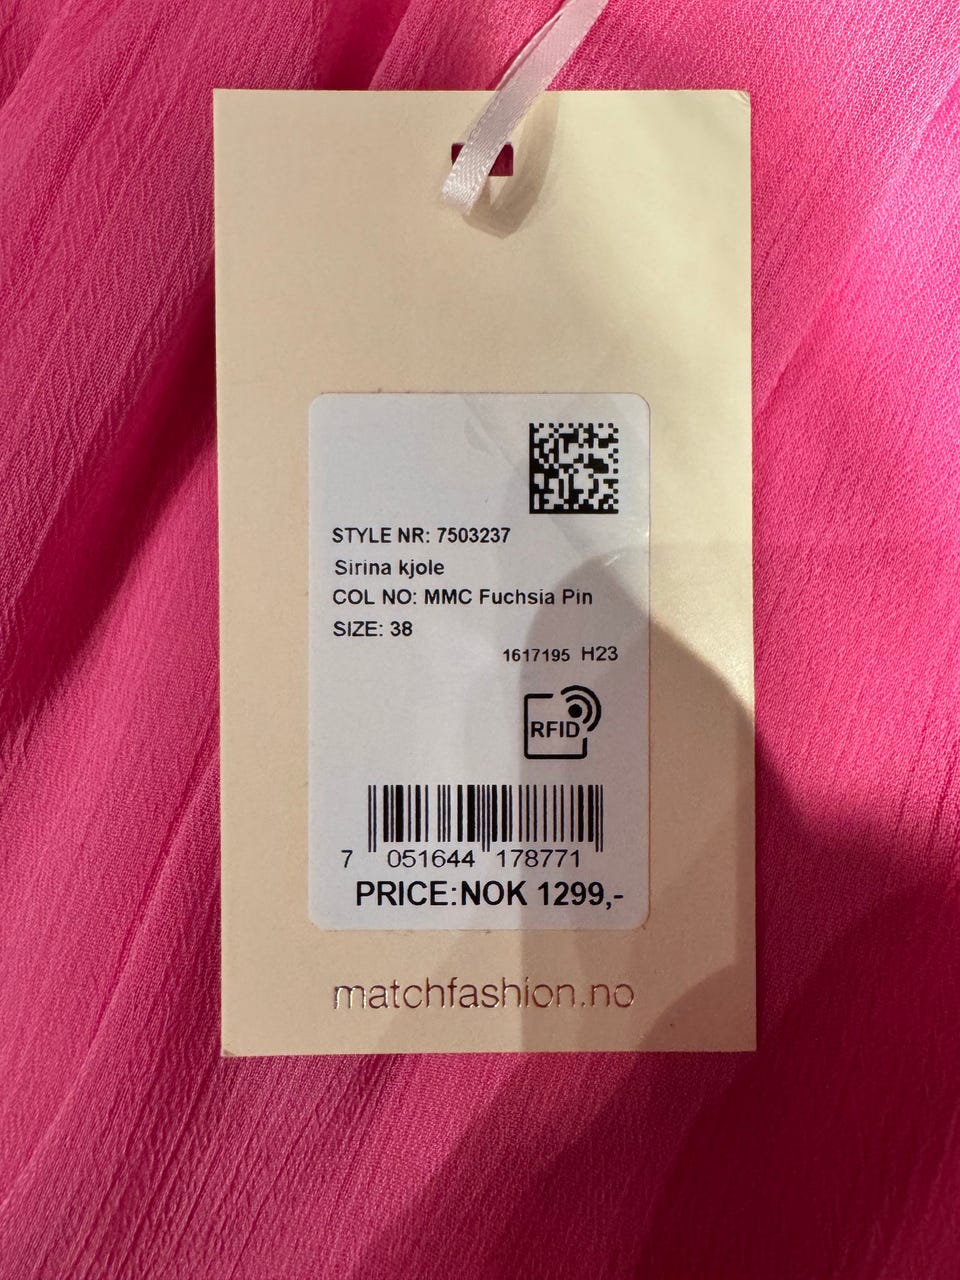 STYLE NR: 7503237
Sirina kjole
COL NO: MMC Fuchsia Pin
SIZE: 38
1617195 H23
RFID
7 051644 178771
PRICE:NOK 1299,-
matchfashion.no